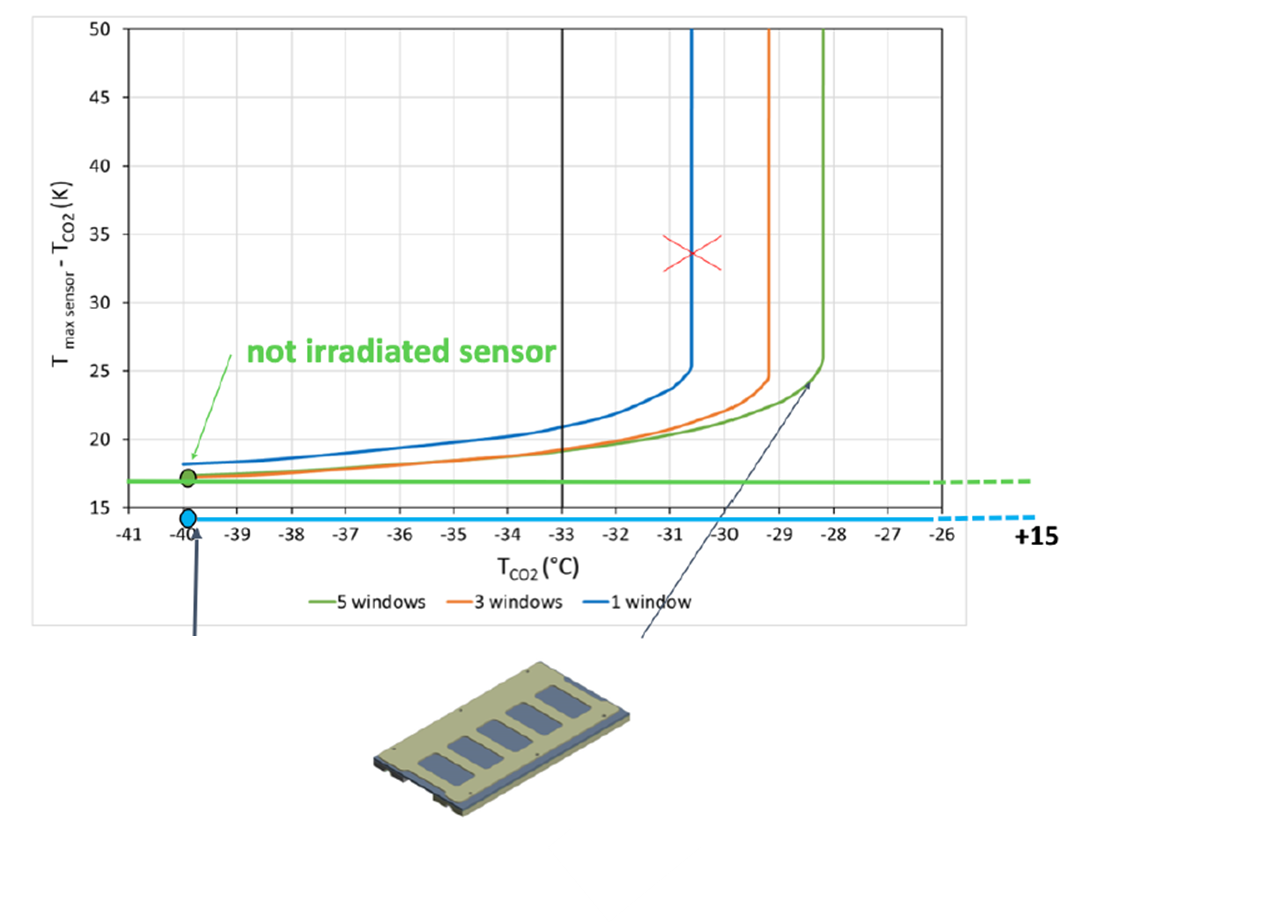 50
45
40
35
30
25
20
15
T max sensor - TCO2 (K)
not irradiated sensor
-41 -40 -39 -38 -37 -36 -35 -34 -33 -32 -31 -30 -29 -28 -27 -26
+15
TCO2 (°C)
5 windows 3 windows 1 window